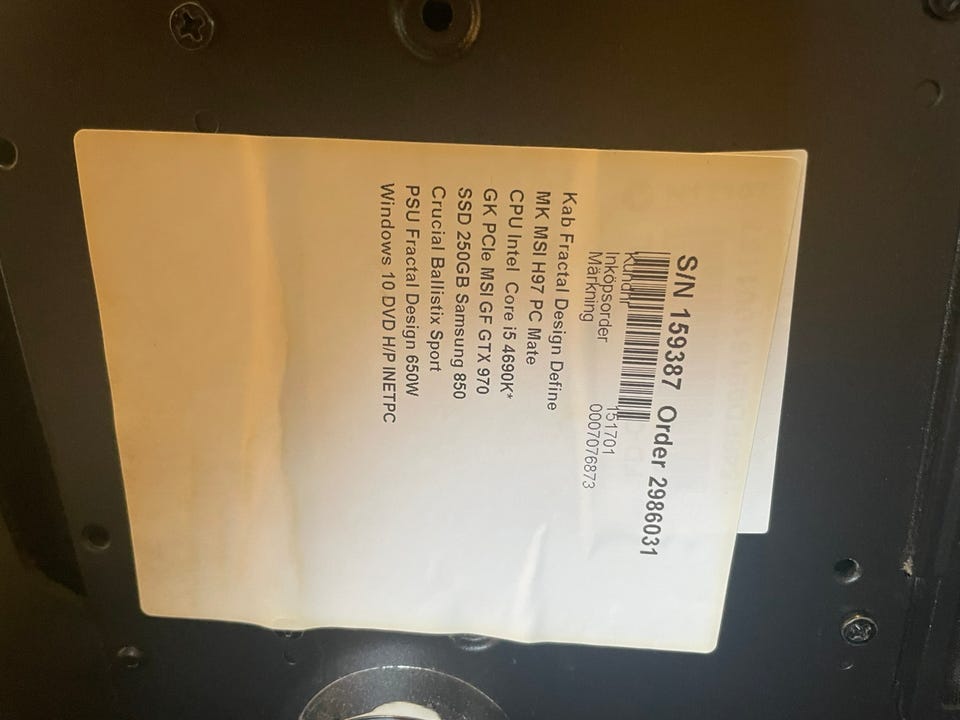 S/N 159387 Order 2986031
Kundnr 151701
Inköpsorder 0007076873
Märkning
Kab Fractal Design Define
MK MSI H97 PC Mate
CPU Intel Core i5 4690K*
GK PCIe MSI GF GTX 970
SSD 250GB Samsung 850
Crucial Ballistix Sport
PSU Fractal Design 650W
Windows 10 DVD H/P INETPC